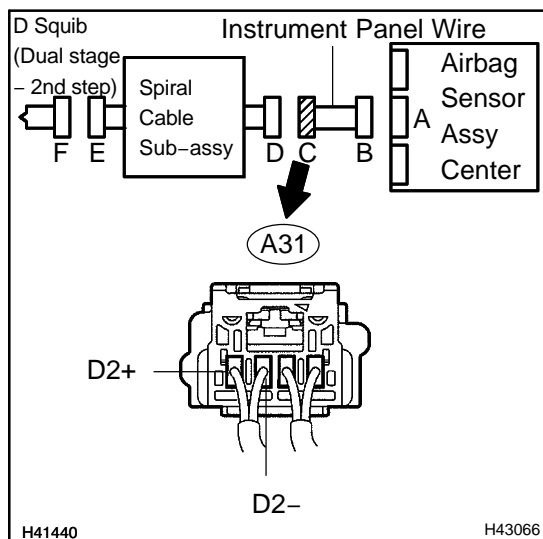 D Squib
(Dual stage
– 2nd step)
Instrument Panel Wire
Spiral
Cable
Sub–assy
Airbag
Sensor
Assy
Center
F
E
D
C
B
A
A31
D2+
D2–
H41440
H43066